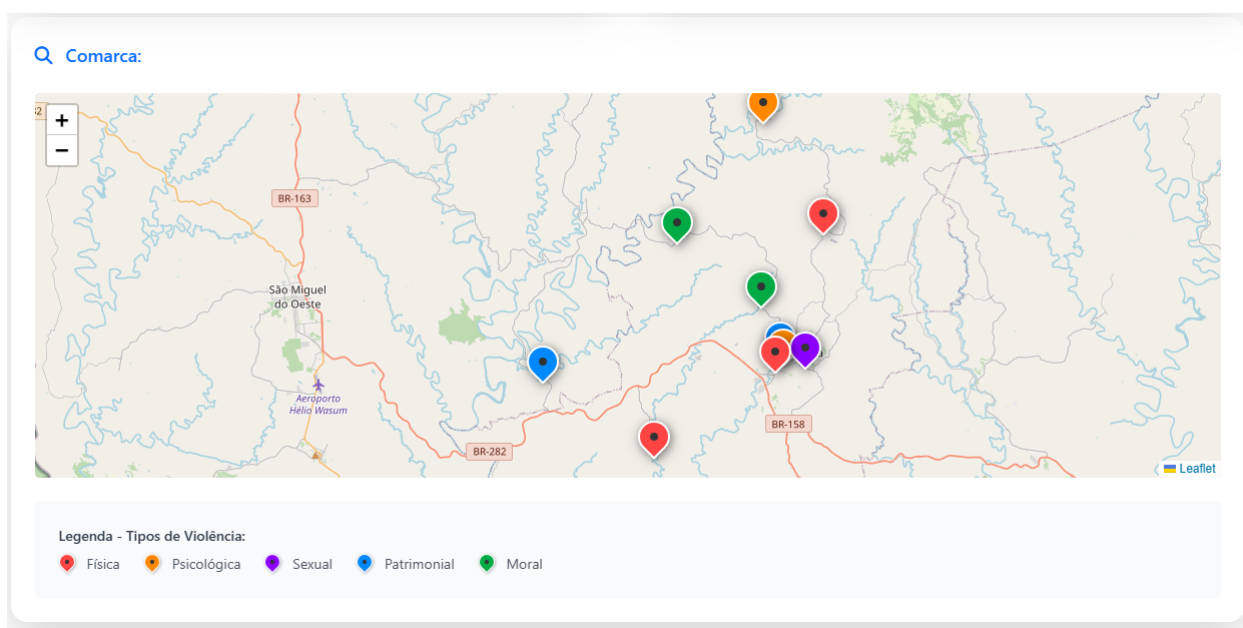 Comarca:
+
−
BR-163
São Miguel
do Oeste
Aeroporto
Hélio Wasum
BR-282
BR-158
Leaflet
Legenda - Tipos de Violência:
Física Psicológica Sexual Patrimonial Moral